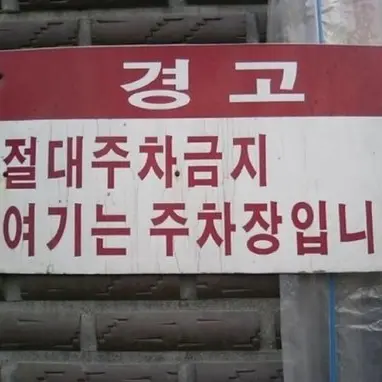 경고
절대주차금지
여기는 주차장입니